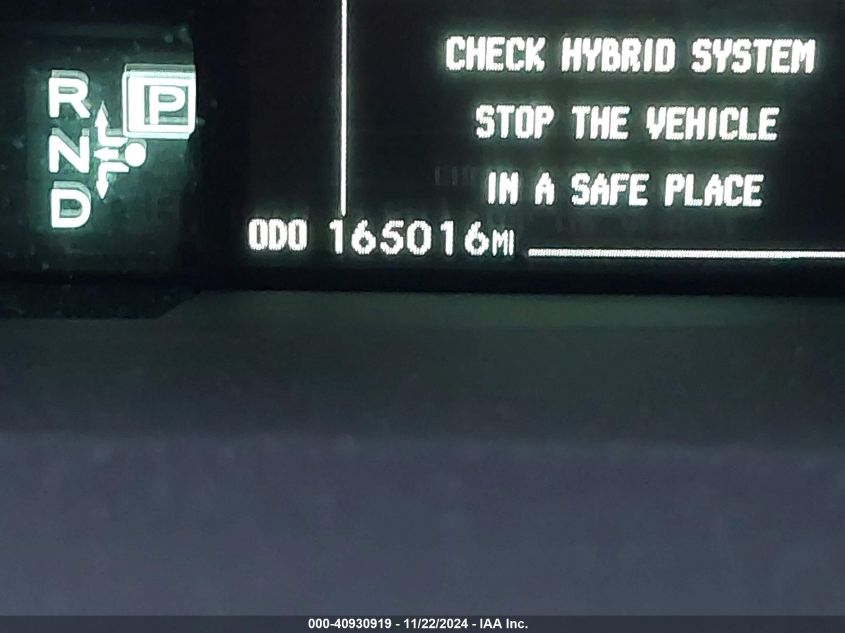 CHECK HYBRID SYSTEM
STOP THE VEHICLE
IN A SAFE PLACE
R
P
N
D
ODO 165016MI
000-40930919 - 11/22/2024 - IAA Inc.